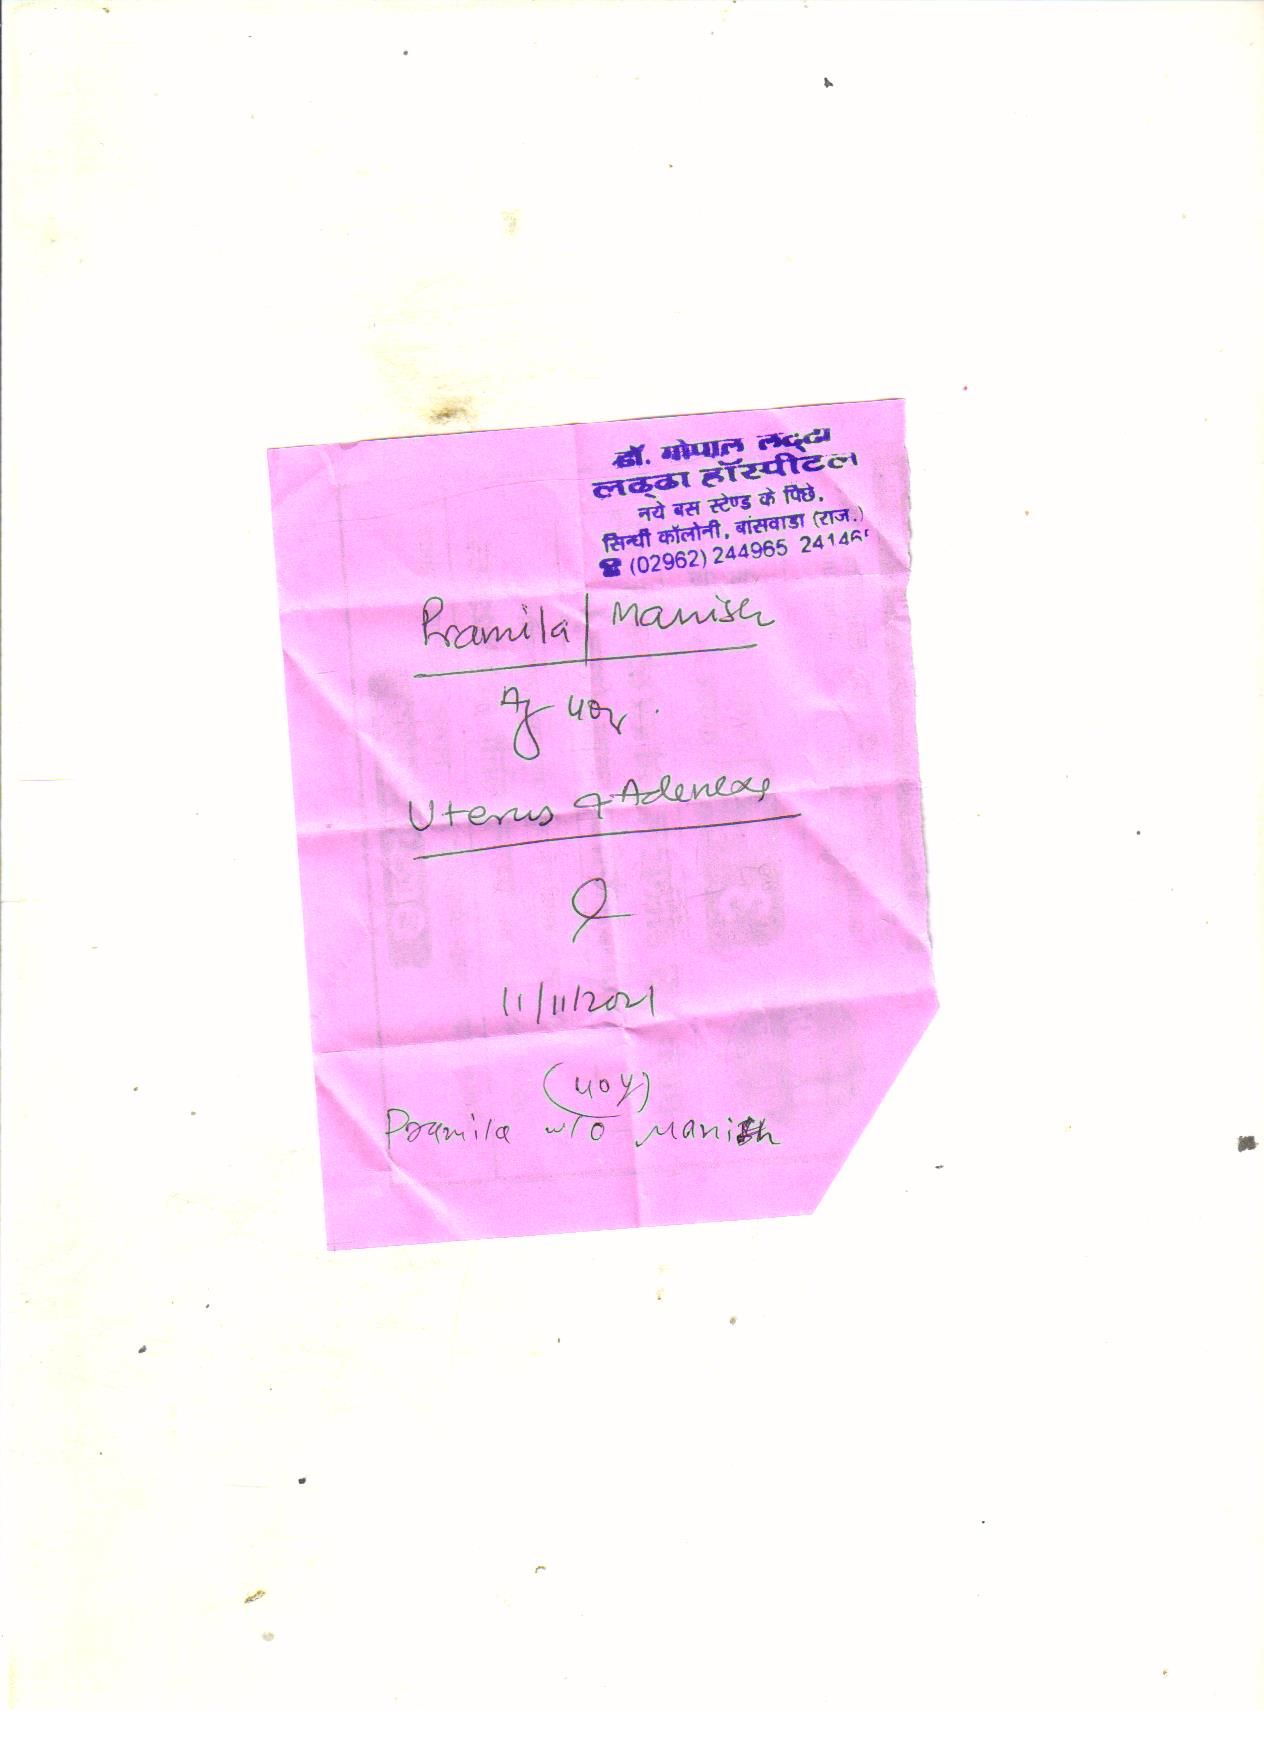 डॉ. गोपाल लढ्ढा
लढ्ढा हॉस्पीटल
नये बस स्टेण्ड के पिछे,
सिन्धी कॉलोनी, बांसवाडा (राज.)
☎ (02962) 244965 24146
Pramila / Manish
40y
Uterus & Adenexa
11/11/2021
(40y)
Pramila w/o Manish